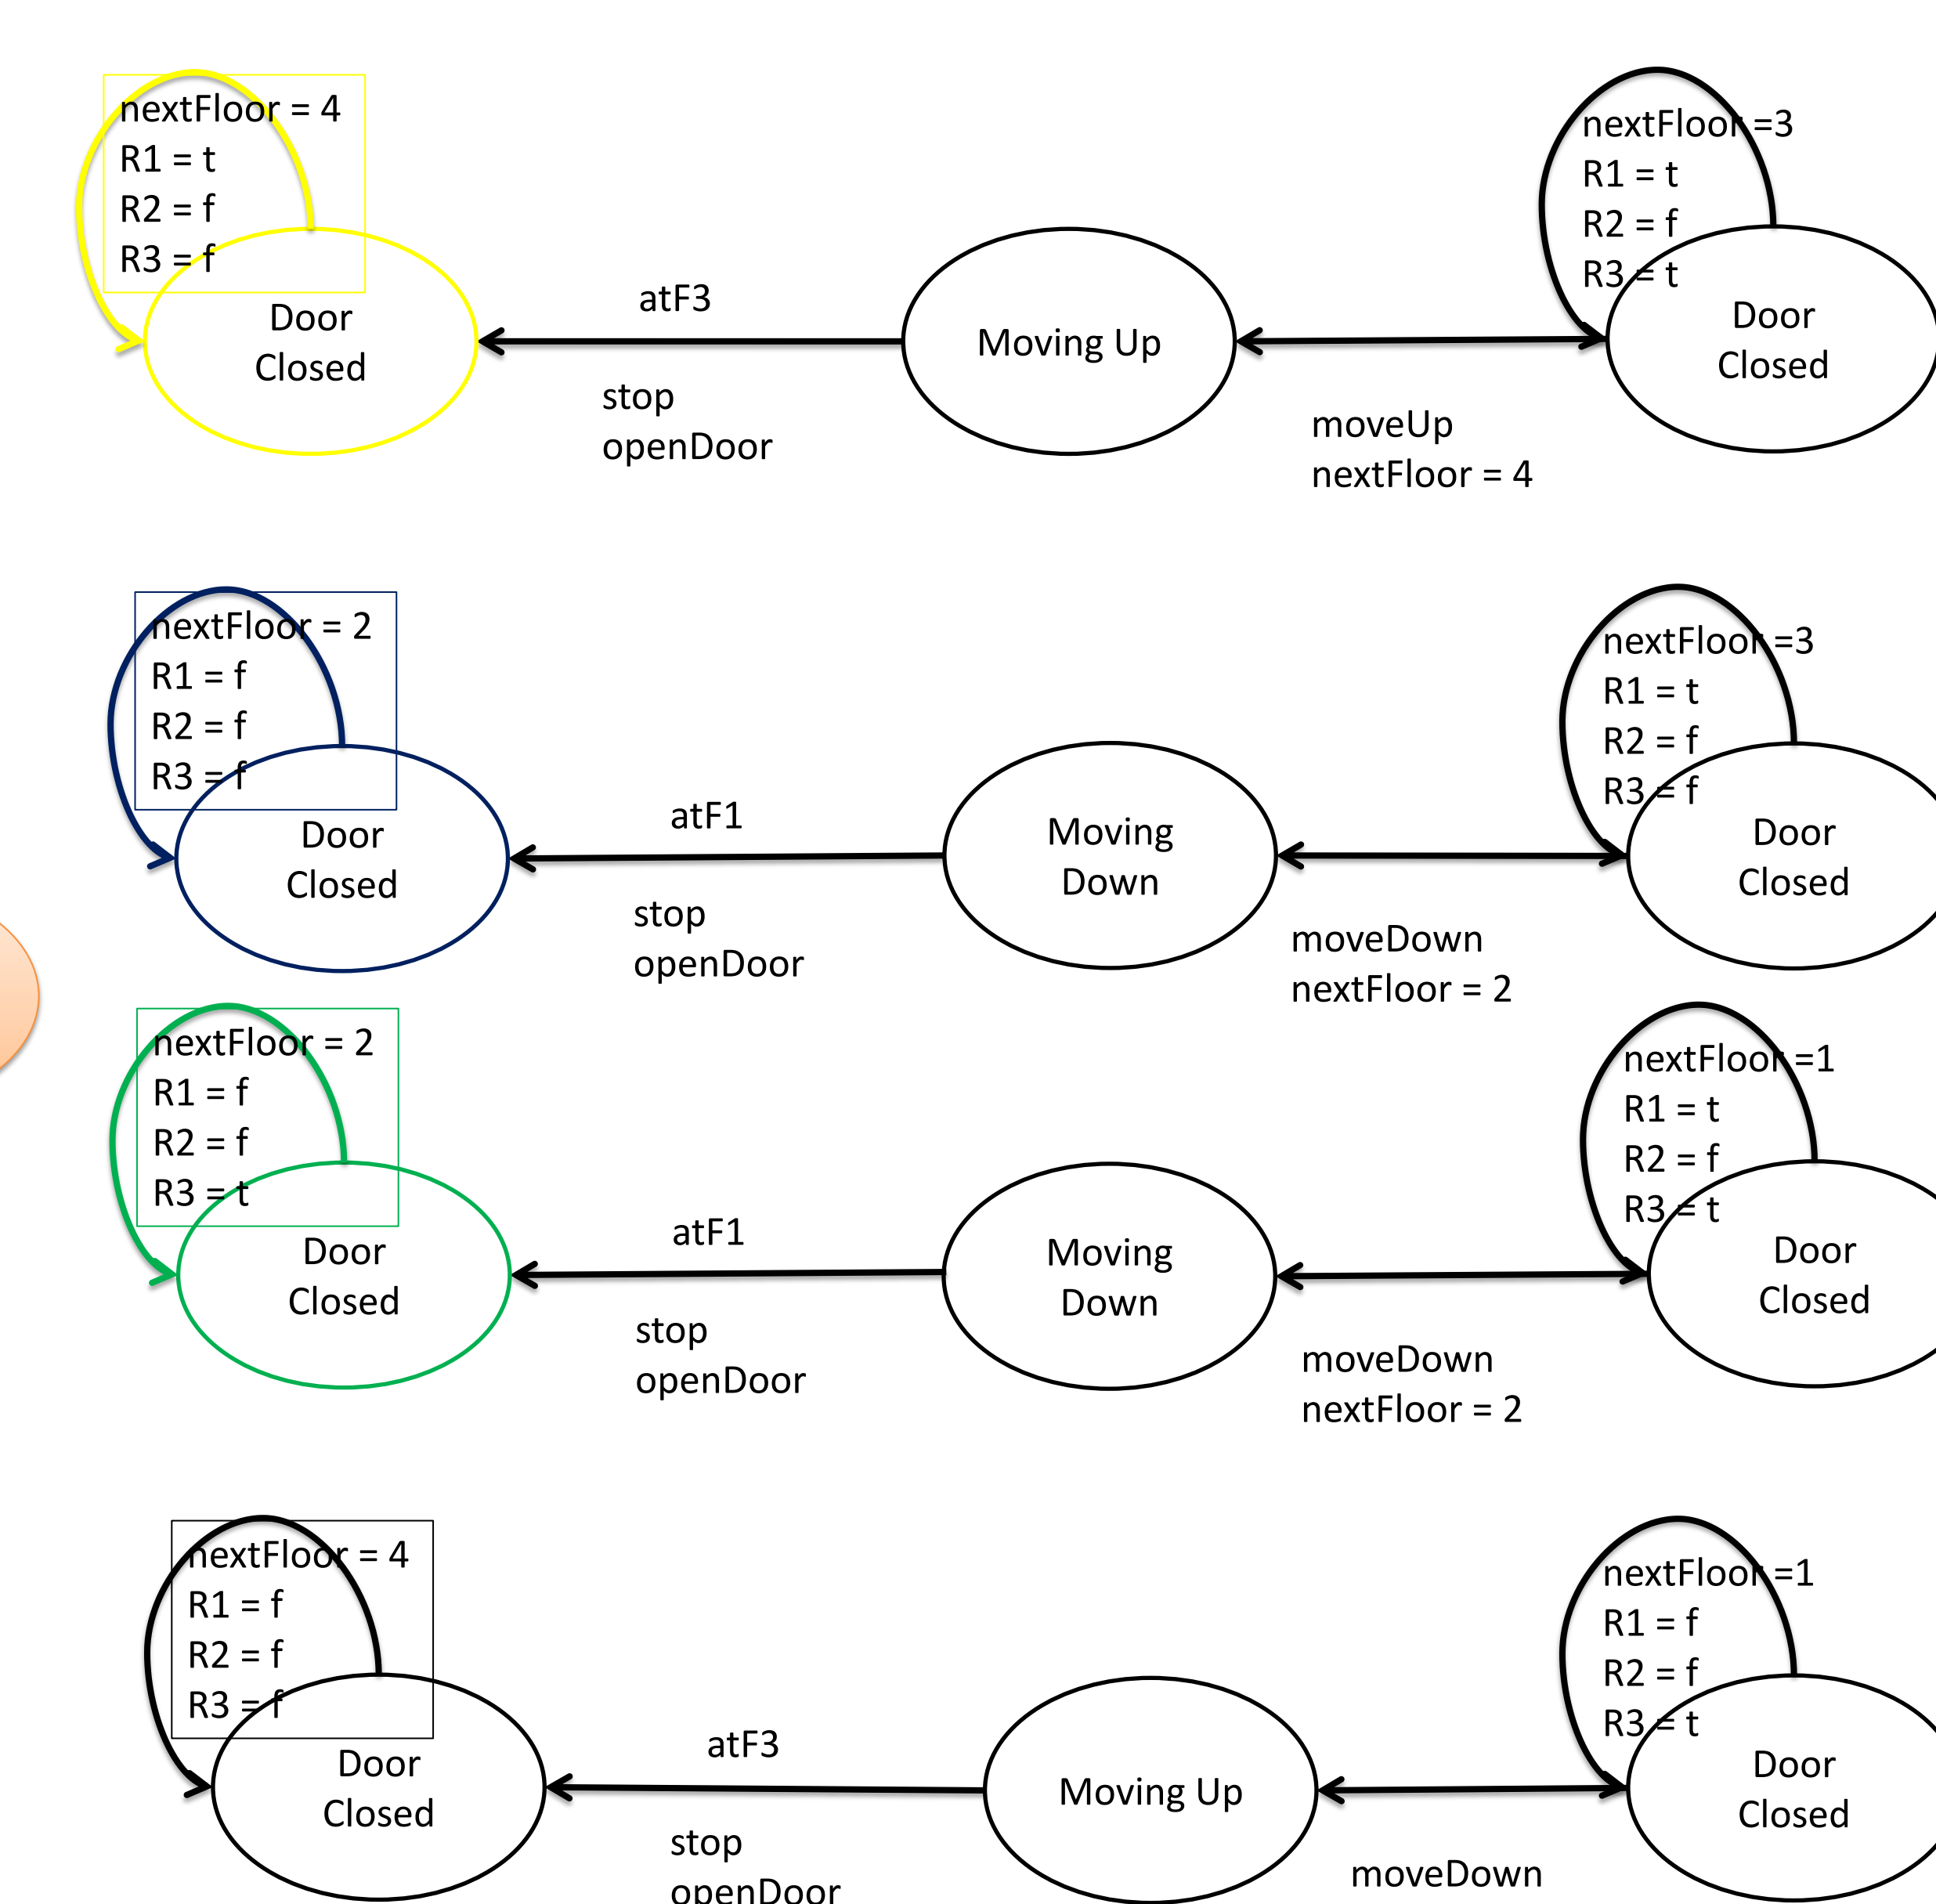 nextFloor = 4
R1 = t
R2 = f
R3 = f
Door
Closed
atF3
stop
openDoor
Moving Up
moveUp
nextFloor = 4
nextFloor =3
R1 = t
R2 = f
R3 = t
Door
Closed
nextFloor = 2
R1 = f
R2 = f
R3 = f
Door
Closed
atF1
stop
openDoor
Moving
Down
moveDown
nextFloor = 2
nextFloor =3
R1 = t
R2 = f
R3 = f
Door
Closed
nextFloor = 2
R1 = f
R2 = f
R3 = t
Door
Closed
atF1
stop
openDoor
Moving
Down
moveDown
nextFloor = 2
nextFloor =1
R1 = t
R2 = f
R3 = t
Door
Closed
nextFloor = 4
R1 = f
R2 = f
R3 = f
Door
Closed
atF3
stop
openDoor
Moving Up
moveDown
nextFloor =1
R1 = f
R2 = f
R3 = t
Door
Closed